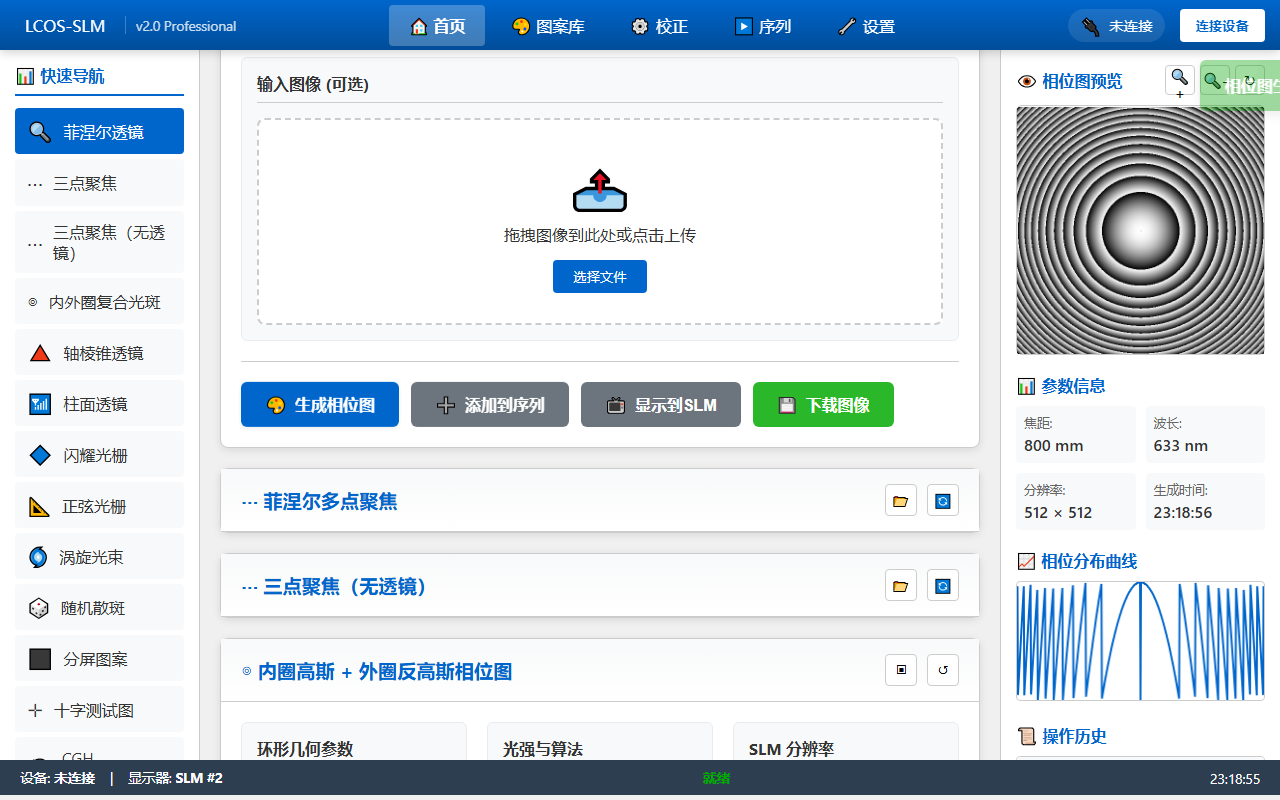 LCOS-SLM
v2.0 Professional
首页
图案库
校正
序列
设置
未连接
连接设备
快速导航
菲涅尔透镜
三点聚焦
三点聚焦（无透
镜）
内外圈复合光斑
轴棱锥透镜
柱面透镜
闪耀光栅
正弦光栅
涡旋光束
随机散斑
分屏图案
十字测试图
CGH
输入图像 (可选)
拖拽图像到此处或点击上传
选择文件
生成相位图
添加到序列
显示到SLM
下载图像
菲涅尔多点聚焦
三点聚焦（无透镜）
内圈高斯 + 外圈反高斯相位图
环形几何参数
光强与算法
SLM 分辨率
相位图预览
相位图生
参数信息
焦距:
800 mm
波长:
633 nm
分辨率:
512 × 512
生成时间:
23:18:56
相位分布曲线
操作历史
设备: 未连接 | 显示器: SLM #2
就绪
23:18:55